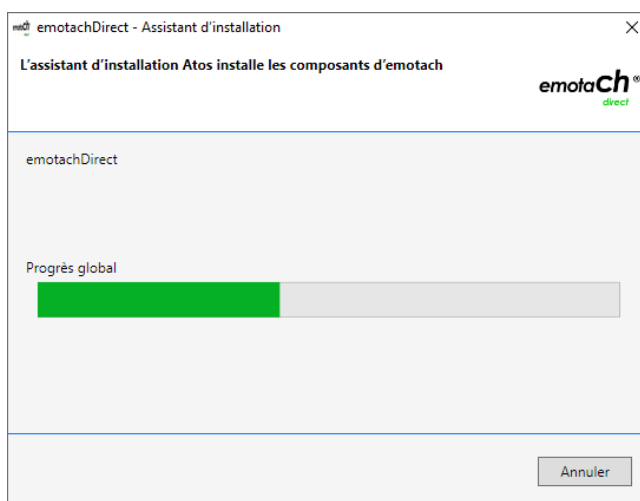 emotachDirect - Assistant d'installation
L'assistant d'installation Atos installe les composants d'emotach
emotach®
direct
emotachDirect
Progrès global
Annuler